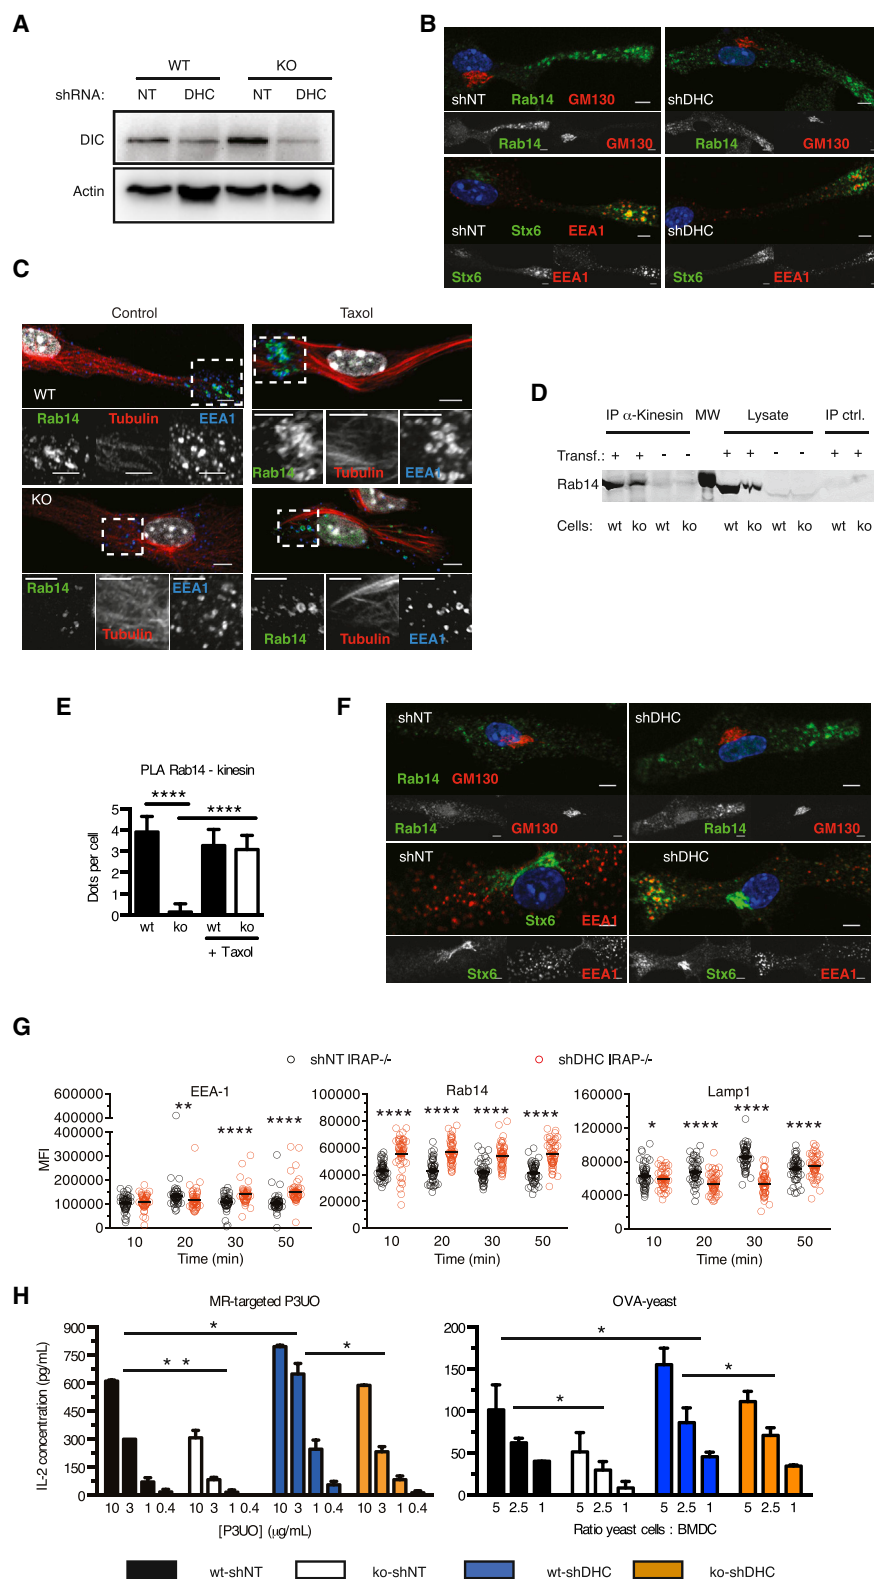 A
WT KO
shRNA: NT DHC NT DHC
DIC
Actin
B
shNT Rab14 GM130
shDHC
Rab14 GM130
Rab14 GM130
shNT Stx6 EEA1
shDHC
Stx6 EEA1
Stx6 EEA1
C
Control Taxol
WT
Rab14 Tubulin EEA1
Rab14 Tubulin EEA1
KO
Rab14 Tubulin EEA1
Rab14 Tubulin EEA1
D
IP α-Kinesin MW Lysate IP ctrl.
Transf.: + + - - + + - - + +
Rab14
Cells: wt ko wt ko wt ko wt ko wt ko
E
PLA Rab14 - kinesin
**** ****
Dots per cell
5
4
3
2
1
0
wt ko wt ko
+ Taxol
F
shNT
Rab14 GM130
shDHC
Rab14 GM130
Rab14 GM130
shNT
Stx6 EEA1
shDHC
Stx6 EEA1
Stx6 EEA1
G
shNT IRAP-/- shDHC IRAP-/-
EEA-1
MFI
600000
400000
400000
300000
200000
100000
0
** **** ****
10 20 30 50
Time (min)
Rab14
100000
80000
60000
40000
20000
0
**** **** **** ****
10 20 30 50
Time (min)
Lamp1
160000
120000
80000
40000
0
* **** **** ****
10 20 30 50
Time (min)
H
MR-targeted P3UO
IL-2 concentration (pg/mL)
900
750
600
450
300
150
0
* ** *
10 3 1 0.4 10 3 1 0.4 10 3 1 0.4 10 3 1 0.4
[P3UO] (µg/mL)
OVA-yeast
200
150
100
50
0
* * *
5 2.5 1 5 2.5 1 5 2.5 1 5 2.5 1
Ratio yeast cells : BMDC
wt-shNT ko-shNT wt-shDHC ko-shDHC